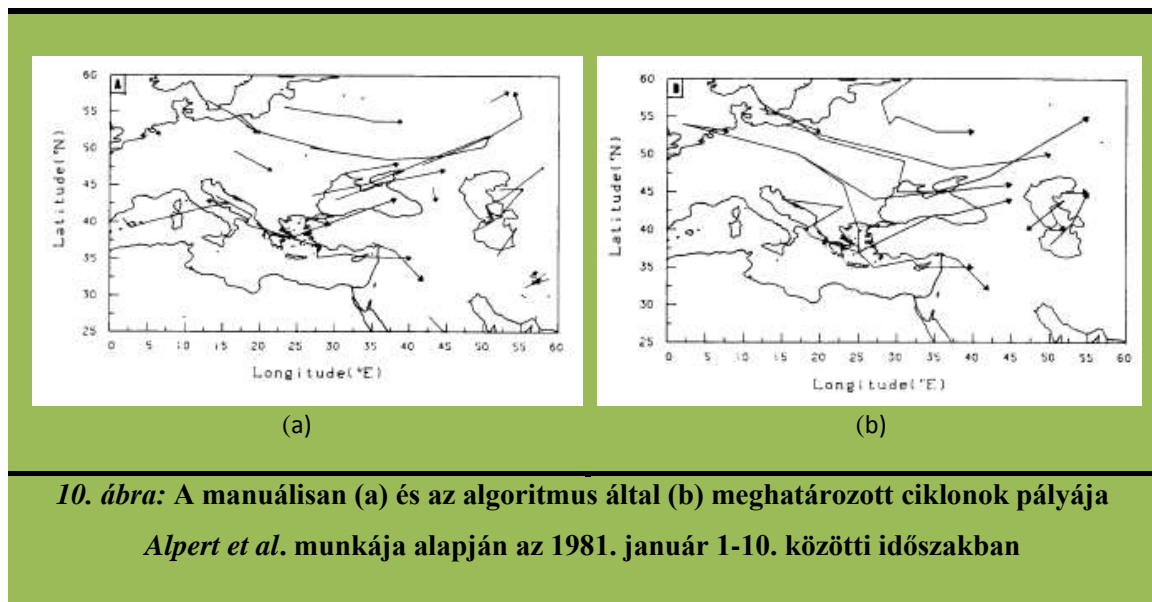 A
60
55
50
45
40
35
30
25
Latitude(°N)
0 5 10 15 20 25 30 35 40 45 50 55 60
Longitude(°E)
(a)
B
60
55
50
45
40
35
30
25
Latitude(°N)
0 5 10 15 20 25 30 35 40 45 50 55 60
Longitude(°E)
(b)
10. ábra: A manuálisan (a) és az algoritmus által (b) meghatározott ciklonok pályája
Alpert et al. munkája alapján az 1981. január 1-10. közötti időszakban